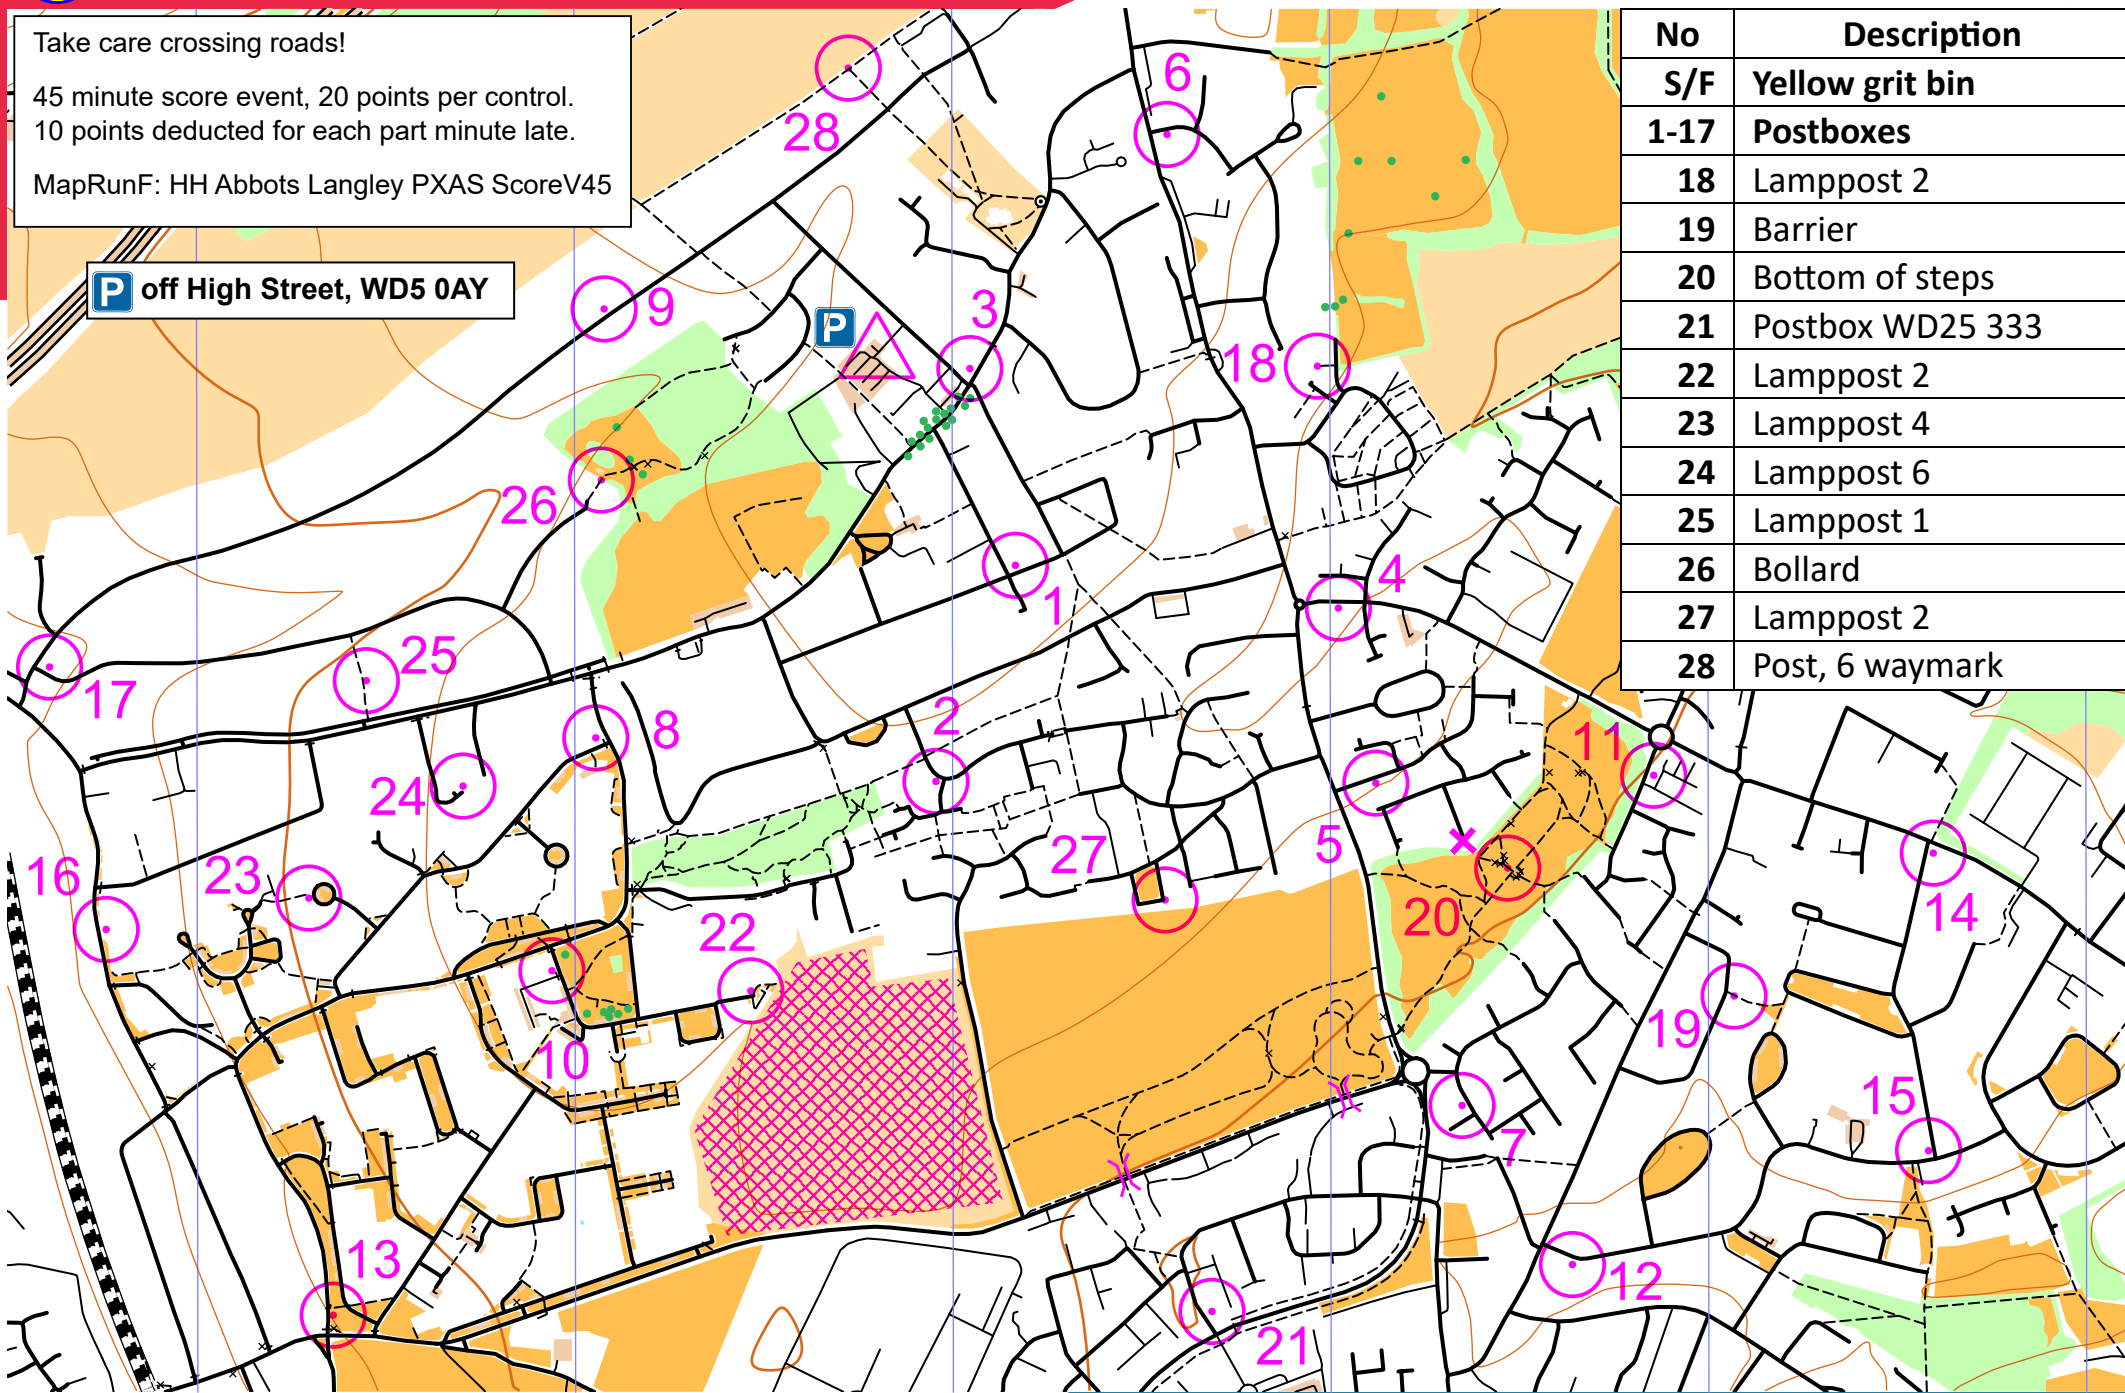 Take care crossing roads!
45 minute score event, 20 points per control.
10 points deducted for each part minute late.
MapRunF: HH Abbots Langley PXAS ScoreV45
P off High Street, WD5 0AY
No Description
S/F Yellow grit bin
1-17 Postboxes
18 Lamppost 2
19 Barrier
20 Bottom of steps
21 Postbox WD25 333
22 Lamppost 2
23 Lamppost 4
24 Lamppost 6
25 Lamppost 1
26 Bollard
27 Lamppost 2
28 Post, 6 waymark
28
6
9
P
3
18
26
4
1
25
17
2
8
11
24
27
5
16
23
20
14
22
19
10
15
7
13
12
21